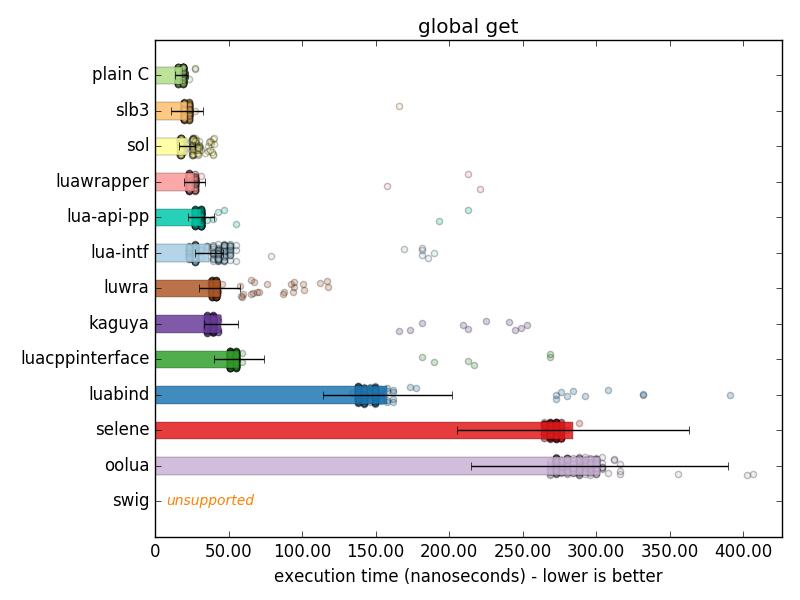 global get
plain C
slb3
sol
luawrapper
lua-api-pp
lua-intf
luwra
kaguya
luacppinterface
luabind
selene
oolua
swig unsupported
0 50.00 100.00 150.00 200.00 250.00 300.00 350.00 400.00
execution time (nanoseconds) - lower is better